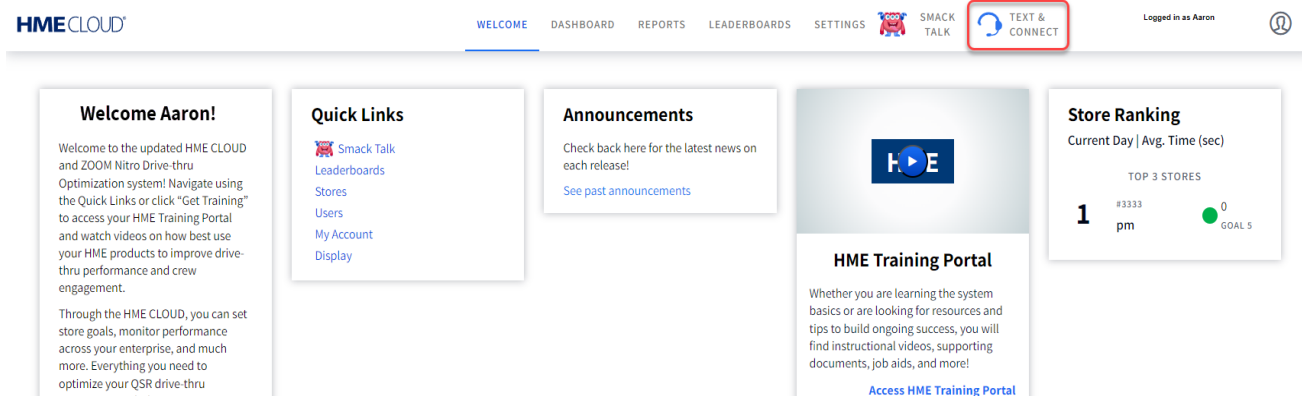 HME CLOUD®
WELCOME
DASHBOARD
REPORTS
LEADERBOARDS
SETTINGS
SMACK
TALK
TEXT &
CONNECT
Logged in as Aaron
Welcome Aaron!
Welcome to the updated HME CLOUD
and ZOOM Nitro Drive-thru
Optimization system! Navigate using
the Quick Links or click “Get Training”
to access your HME Training Portal
and watch videos on how best use
your HME products to improve drive-
thru performance and crew
engagement.
Through the HME CLOUD, you can set
store goals, monitor performance
across your enterprise, and much
more. Everything you need to
optimize your QSR drive-thru
Quick Links
Smack Talk
Leaderboards
Stores
Users
My Account
Display
Announcements
Check back here for the latest news on
each release!
See past announcements
HME
HME Training Portal
Whether you are learning the system
basics or are looking for resources and
tips to build ongoing success, you will
find instructional videos, supporting
documents, job aids, and more!
Access HME Training Portal
Store Ranking
Current Day | Avg. Time (sec)
TOP 3 STORES
1
#3333
pm
0
GOAL 5